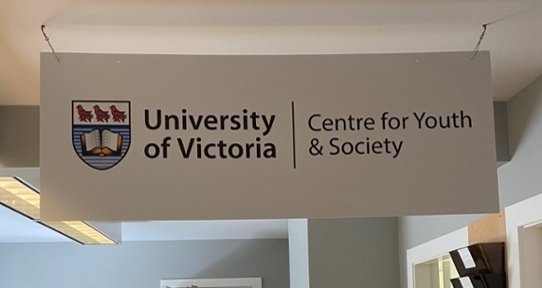 University
of Victoria
Centre for Youth
& Society